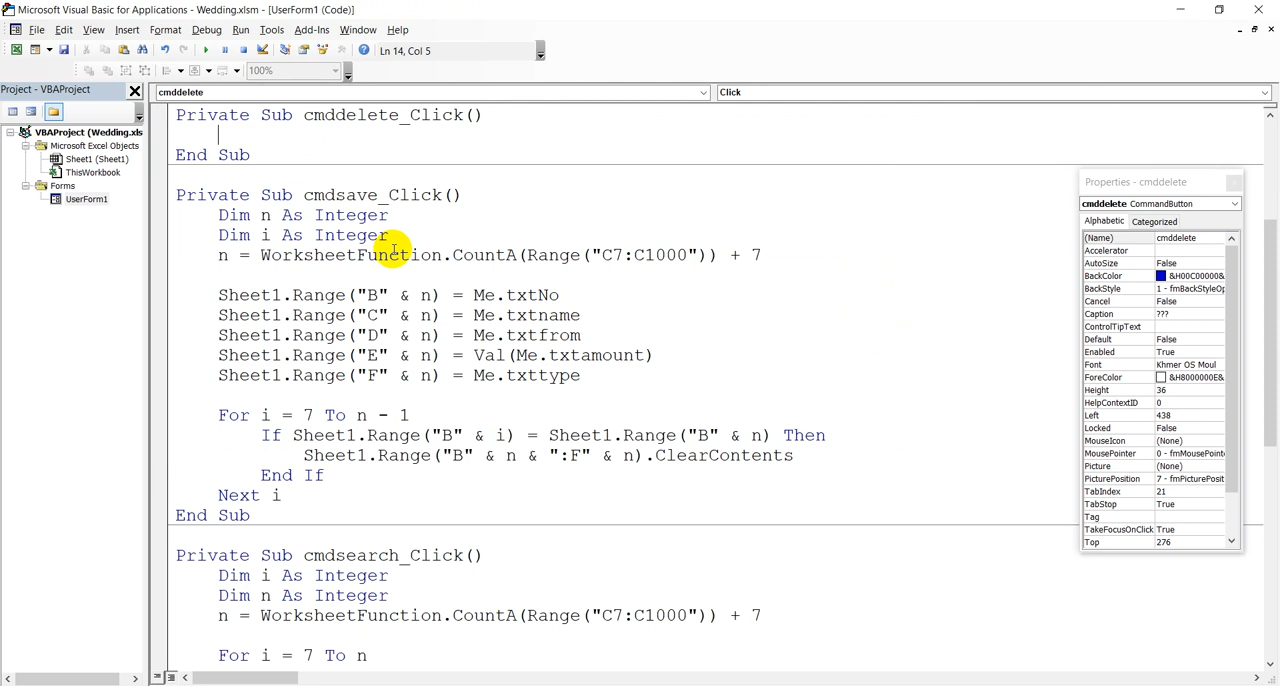 Microsoft Visual Basic for Applications - Wedding.xlsm - [UserForm1 (Code)]
File Edit View Insert Format Debug Run Tools Add-Ins Window Help
Ln 14, Col 5
100%
Project - VBAProject
cmddelete
Click
VBAProject (Wedding.xls
Microsoft Excel Objects
Sheet1 (Sheet1)
ThisWorkbook
Forms
UserForm1
Private Sub cmddelete_Click()
End Sub
Private Sub cmdsave_Click()
Dim n As Integer
Dim i As Integer
n = WorksheetFunction.CountA(Range("C7:C1000")) + 7
Sheet1.Range("B" & n) = Me.txtNo
Sheet1.Range("C" & n) = Me.txtname
Sheet1.Range("D" & n) = Me.txtfrom
Sheet1.Range("E" & n) = Val(Me.txtamount)
Sheet1.Range("F" & n) = Me.txttype
For i = 7 To n - 1
If Sheet1.Range("B" & i) = Sheet1.Range("B" & n) Then
Sheet1.Range("B" & n & ":F" & n).ClearContents
End If
Next i
End Sub
Private Sub cmdsearch_Click()
Dim i As Integer
Dim n As Integer
n = WorksheetFunction.CountA(Range("C7:C1000")) + 7
For i = 7 To n
Properties - cmddelete
cmddelete CommandButton
Alphabetic Categorized
(Name) cmddelete
Accelerator
AutoSize False
BackColor &H00C00000&
BackStyle 1 - fmBackStyleOp
Cancel False
Caption ???
ControlTipText
Default False
Enabled True
Font Khmer OS Moul
ForeColor &H8000000E&
Height 36
HelpContextID 0
Left 438
Locked False
MouseIcon (None)
MousePointer 0 - fmMousePoint
Picture (None)
PicturePosition 7 - fmPicturePosit
TabIndex 21
TabStop True
Tag
TakeFocusOnClick True
Top 276